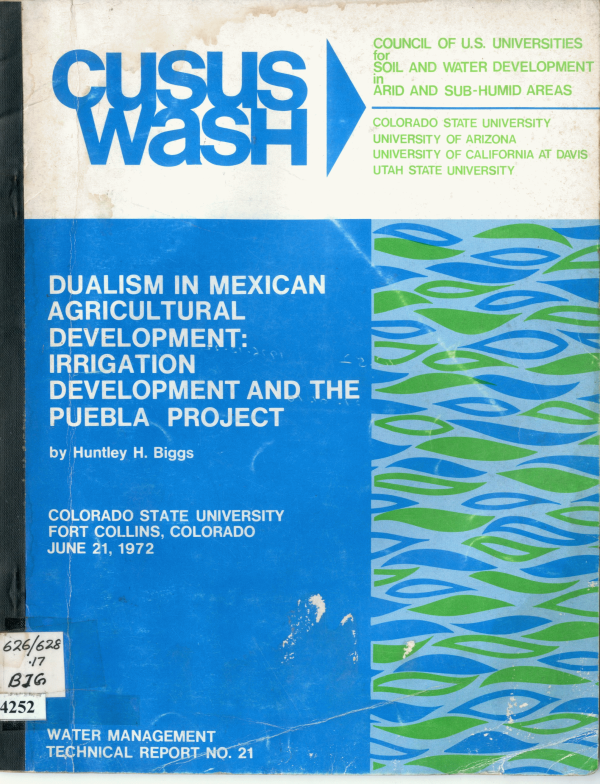 CUSUS
WASH
COUNCIL OF U.S. UNIVERSITIES
for
SOIL AND WATER DEVELOPMENT
in
ARID AND SUB-HUMID AREAS
COLORADO STATE UNIVERSITY
UNIVERSITY OF ARIZONA
UNIVERSITY OF CALIFORNIA AT DAVIS
UTAH STATE UNIVERSITY
DUALISM IN MEXICAN
AGRICULTURAL
DEVELOPMENT:
IRRIGATION
DEVELOPMENT AND THE
PUEBLA PROJECT
by Huntley H. Biggs
COLORADO STATE UNIVERSITY
FORT COLLINS, COLORADO
JUNE 21, 1972
626/628
.17
BIG
4252
WATER MANAGEMENT
TECHNICAL REPORT NO. 21